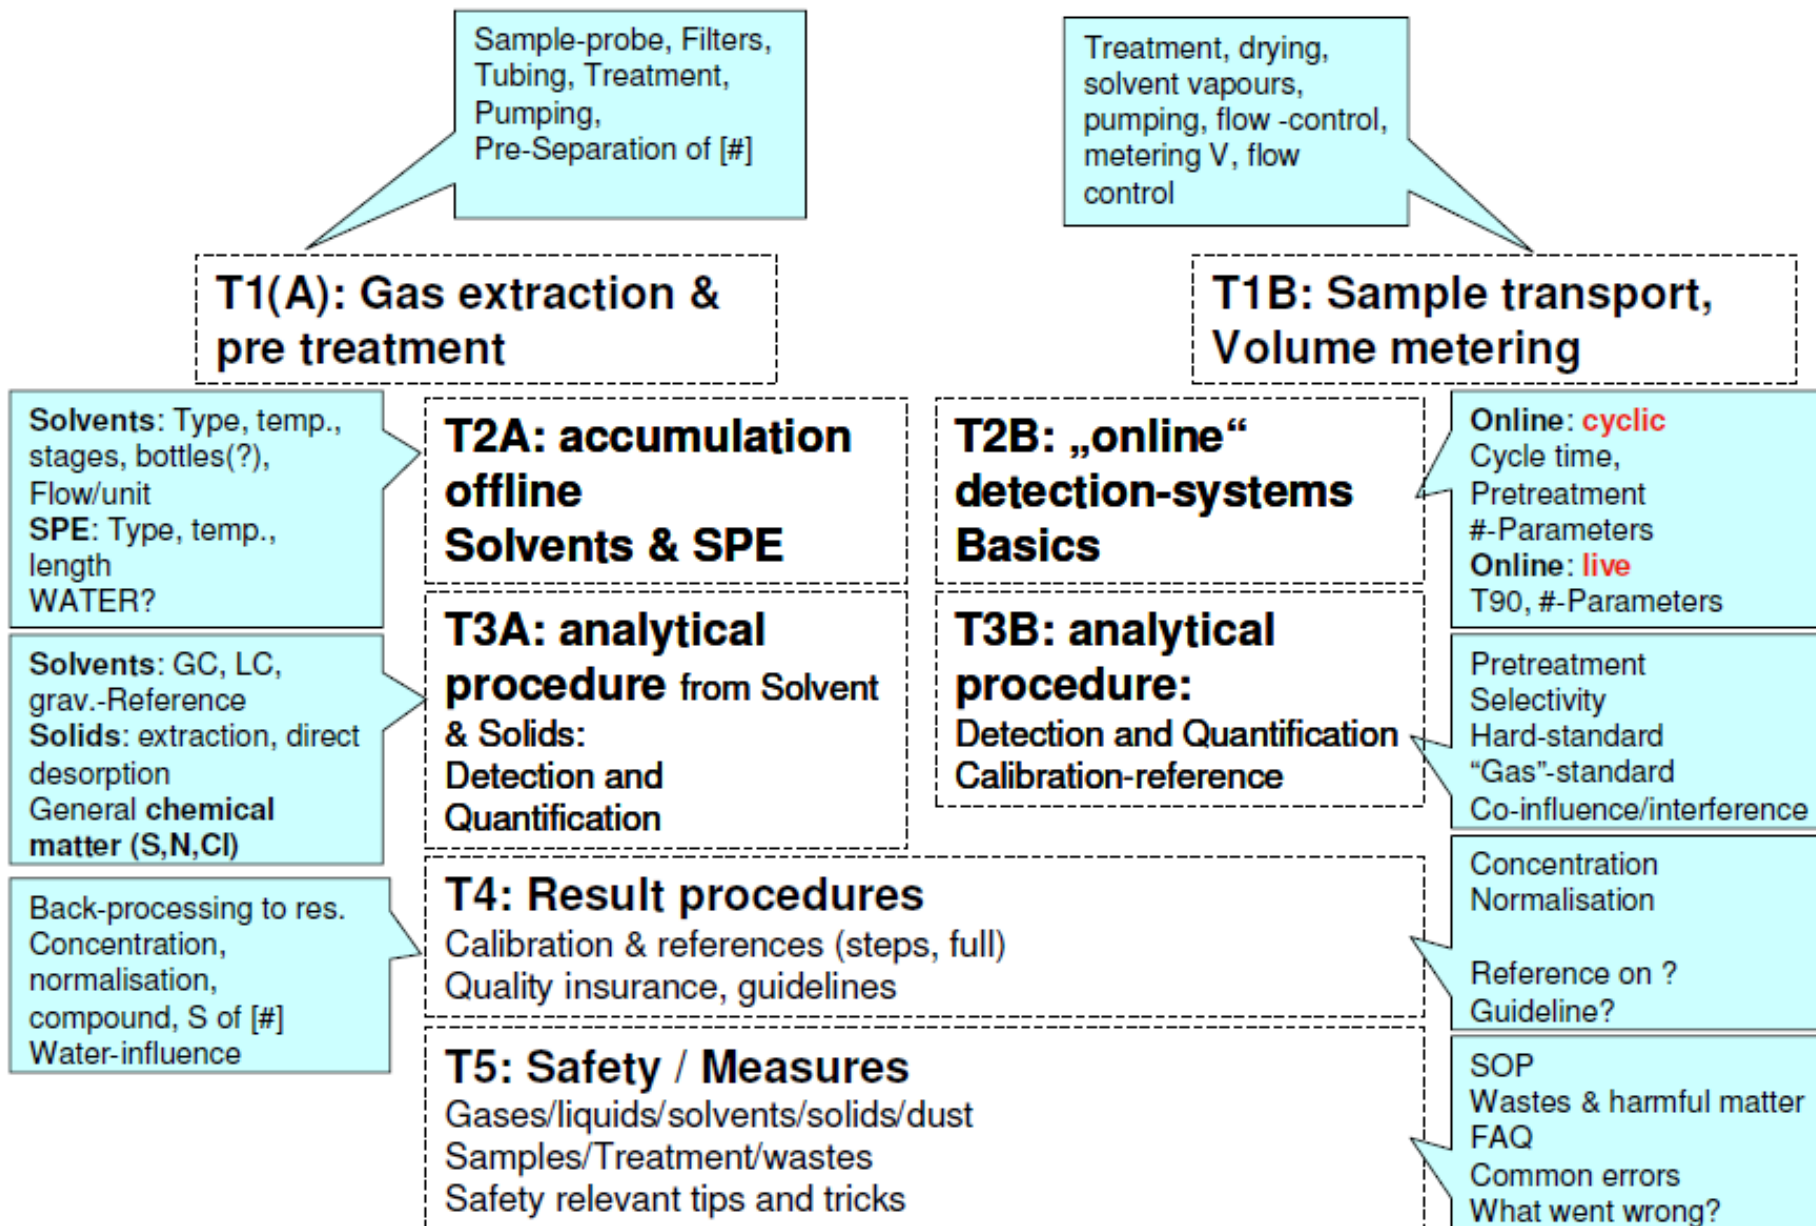 Sample-probe, Filters,
Tubing, Treatment,
Pumping,
Pre-Separation of [#]
Treatment, drying,
solvent vapours,
pumping, flow -control,
metering V, flow
control
T1(A): Gas extraction &
pre treatment
T1B: Sample transport,
Volume metering
Solvents: Type, temp.,
stages, bottles(?),
Flow/unit
SPE: Type, temp.,
length
WATER?
T2A: accumulation
offline
Solvents & SPE
T2B: „online“
detection-systems
Basics
Online: cyclic
Cycle time,
Pretreatment
#-Parameters
Online: live
T90, #-Parameters
Solvents: GC, LC,
grav.-Reference
Solids: extraction, direct
desorption
General chemical
matter (S,N,Cl)
T3A: analytical
procedure from Solvent
& Solids:
Detection and
Quantification
T3B: analytical
procedure:
Detection and Quantification
Calibration-reference
Pretreatment
Selectivity
Hard-standard
“Gas”-standard
Co-influence/interference
Back-processing to res.
Concentration,
normalisation,
compound, S of [#]
Water-influence
T4: Result procedures
Calibration & references (steps, full)
Quality insurance, guidelines
Concentration
Normalisation
Reference on ?
Guideline?
T5: Safety / Measures
Gases/liquids/solvents/solids/dust
Samples/Treatment/wastes
Safety relevant tips and tricks
SOP
Wastes & harmful matter
FAQ
Common errors
What went wrong?